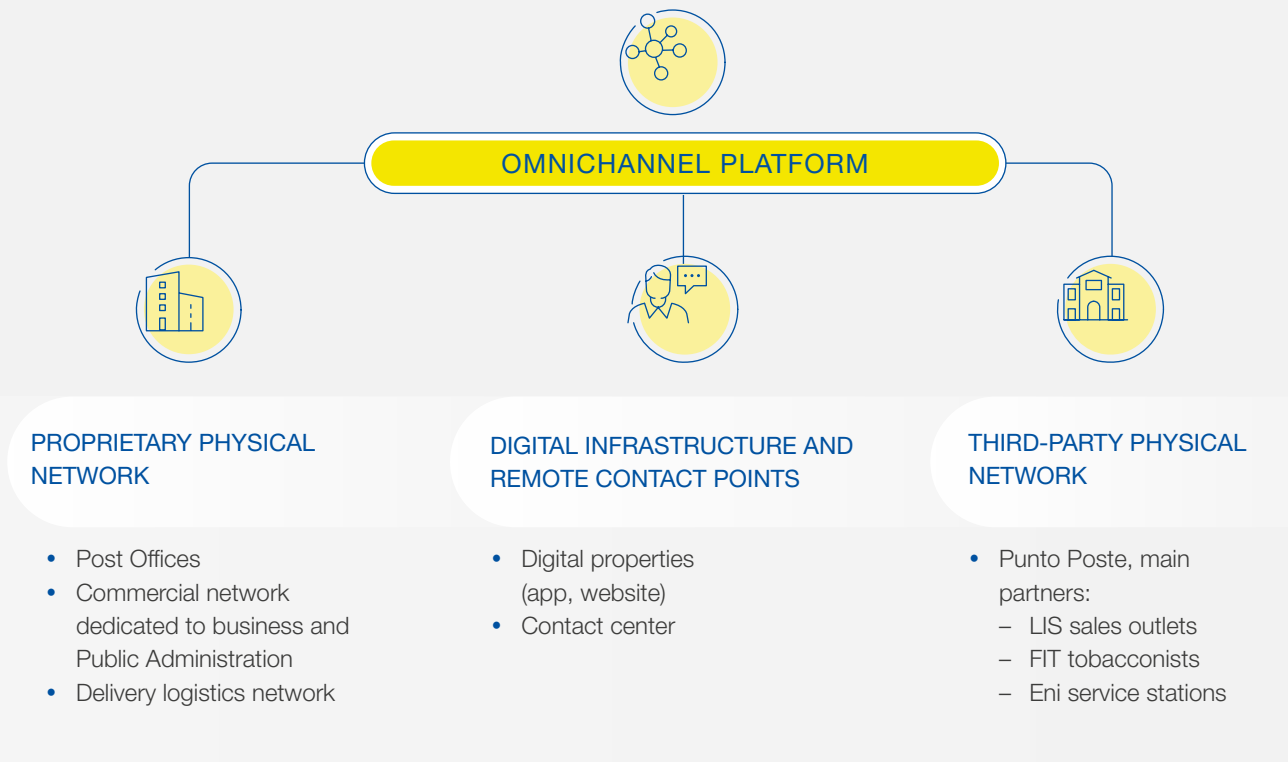 OMNICHANNEL PLATFORM
PROPRIETARY PHYSICAL
NETWORK
• Post Offices
• Commercial network
dedicated to business and
Public Administration
• Delivery logistics network
DIGITAL INFRASTRUCTURE AND
REMOTE CONTACT POINTS
• Digital properties
(app, website)
• Contact center
THIRD-PARTY PHYSICAL
NETWORK
• Punto Poste, main
partners:
– LIS sales outlets
– FIT tobacconists
– Eni service stations